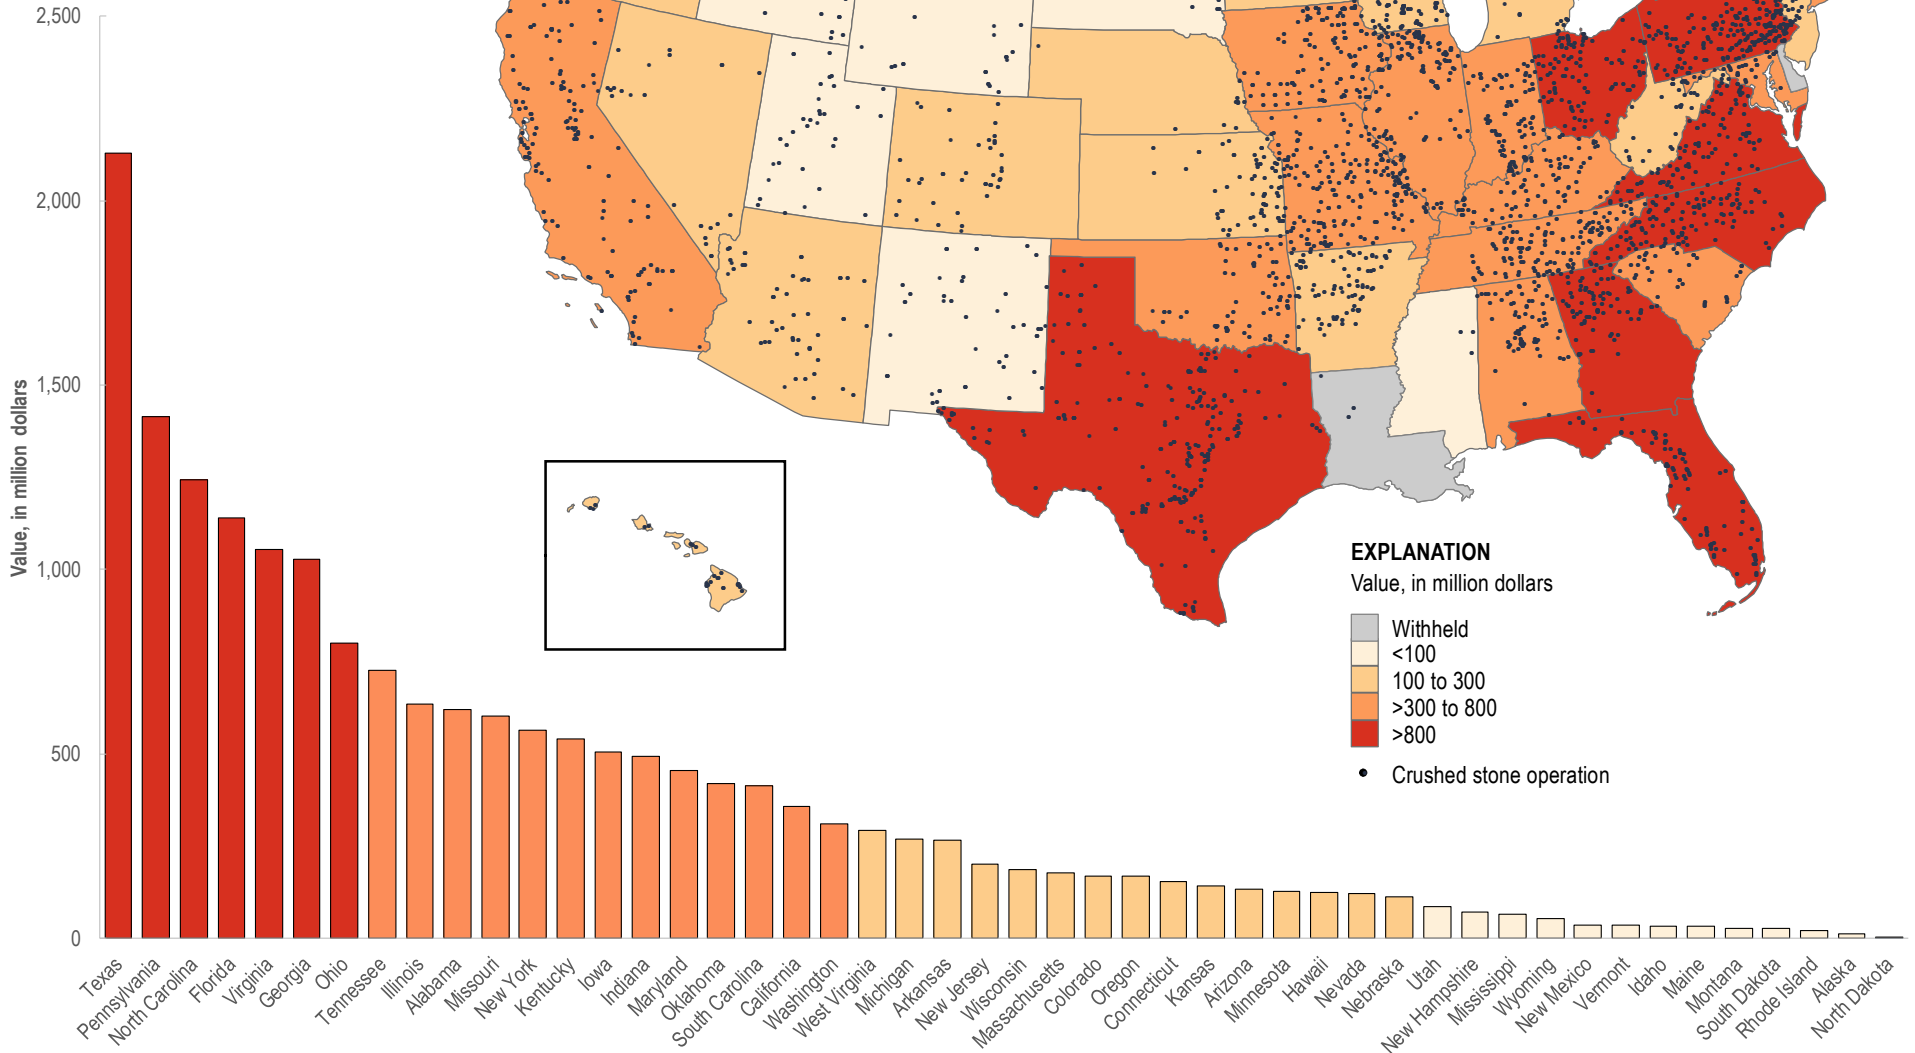 2,500
2,000
1,500
1,000
500
0
Value, in million dollars
EXPLANATION
Value, in million dollars
Withheld
<100
100 to 300
>300 to 800
>800
Crushed stone operation
Texas
Pennsylvania
North Carolina
Florida
Virginia
Georgia
Ohio
Tennessee
Illinois
Alabama
Missouri
New York
Kentucky
Iowa
Indiana
Maryland
Oklahoma
South Carolina
California
Washington
West Virginia
Michigan
Arkansas
New Jersey
Wisconsin
Massachusetts
Colorado
Oregon
Connecticut
Kansas
Arizona
Minnesota
Hawaii
Nevada
Nebraska
Utah
New Hampshire
Mississippi
Wyoming
New Mexico
Vermont
Idaho
Maine
Montana
South Dakota
Rhode Island
Alaska
North Dakota